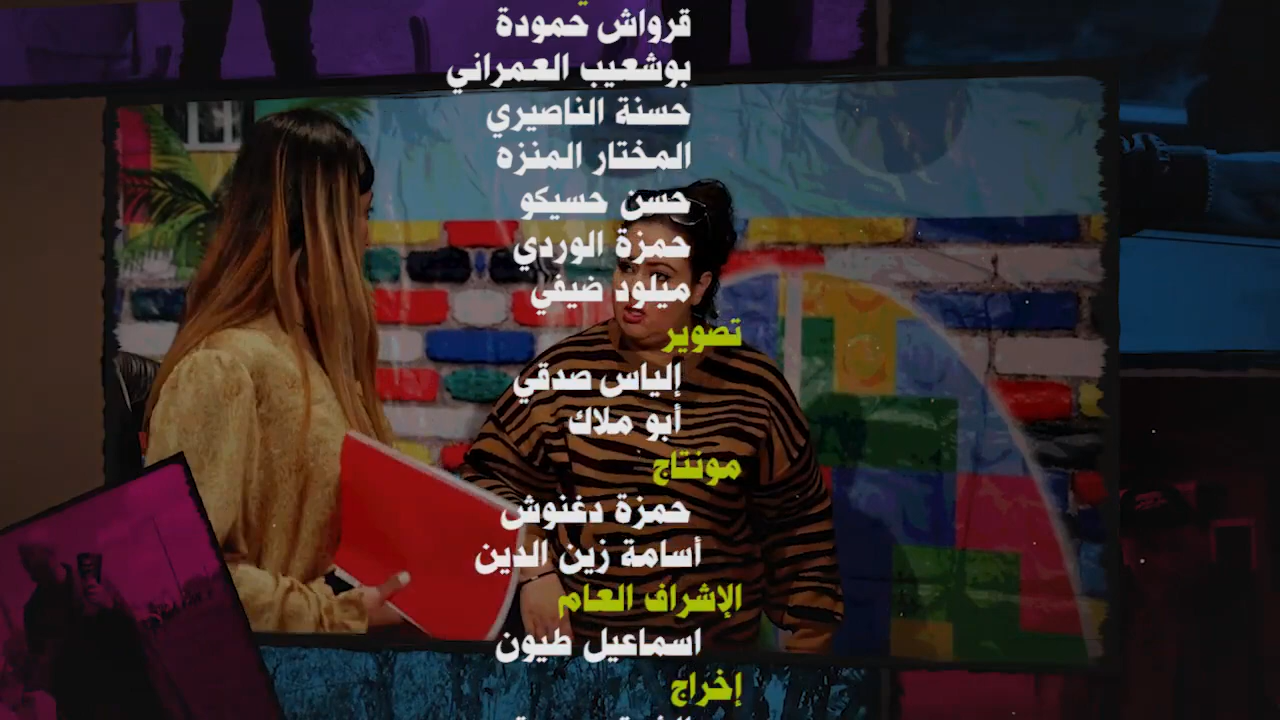 قرواش حمودة
بوشعيب العمراني
حسنة الناصيري
المختار المنزه
حسن حسيكو
حمزة الوردي
ميلود ضيفي
تصوير
إلياس صدقي
أبو ملاك
مونتاج
حمزة دغنوش
أسامة زين الدين
الإشراف العام
اسماعيل طيون
إخراج